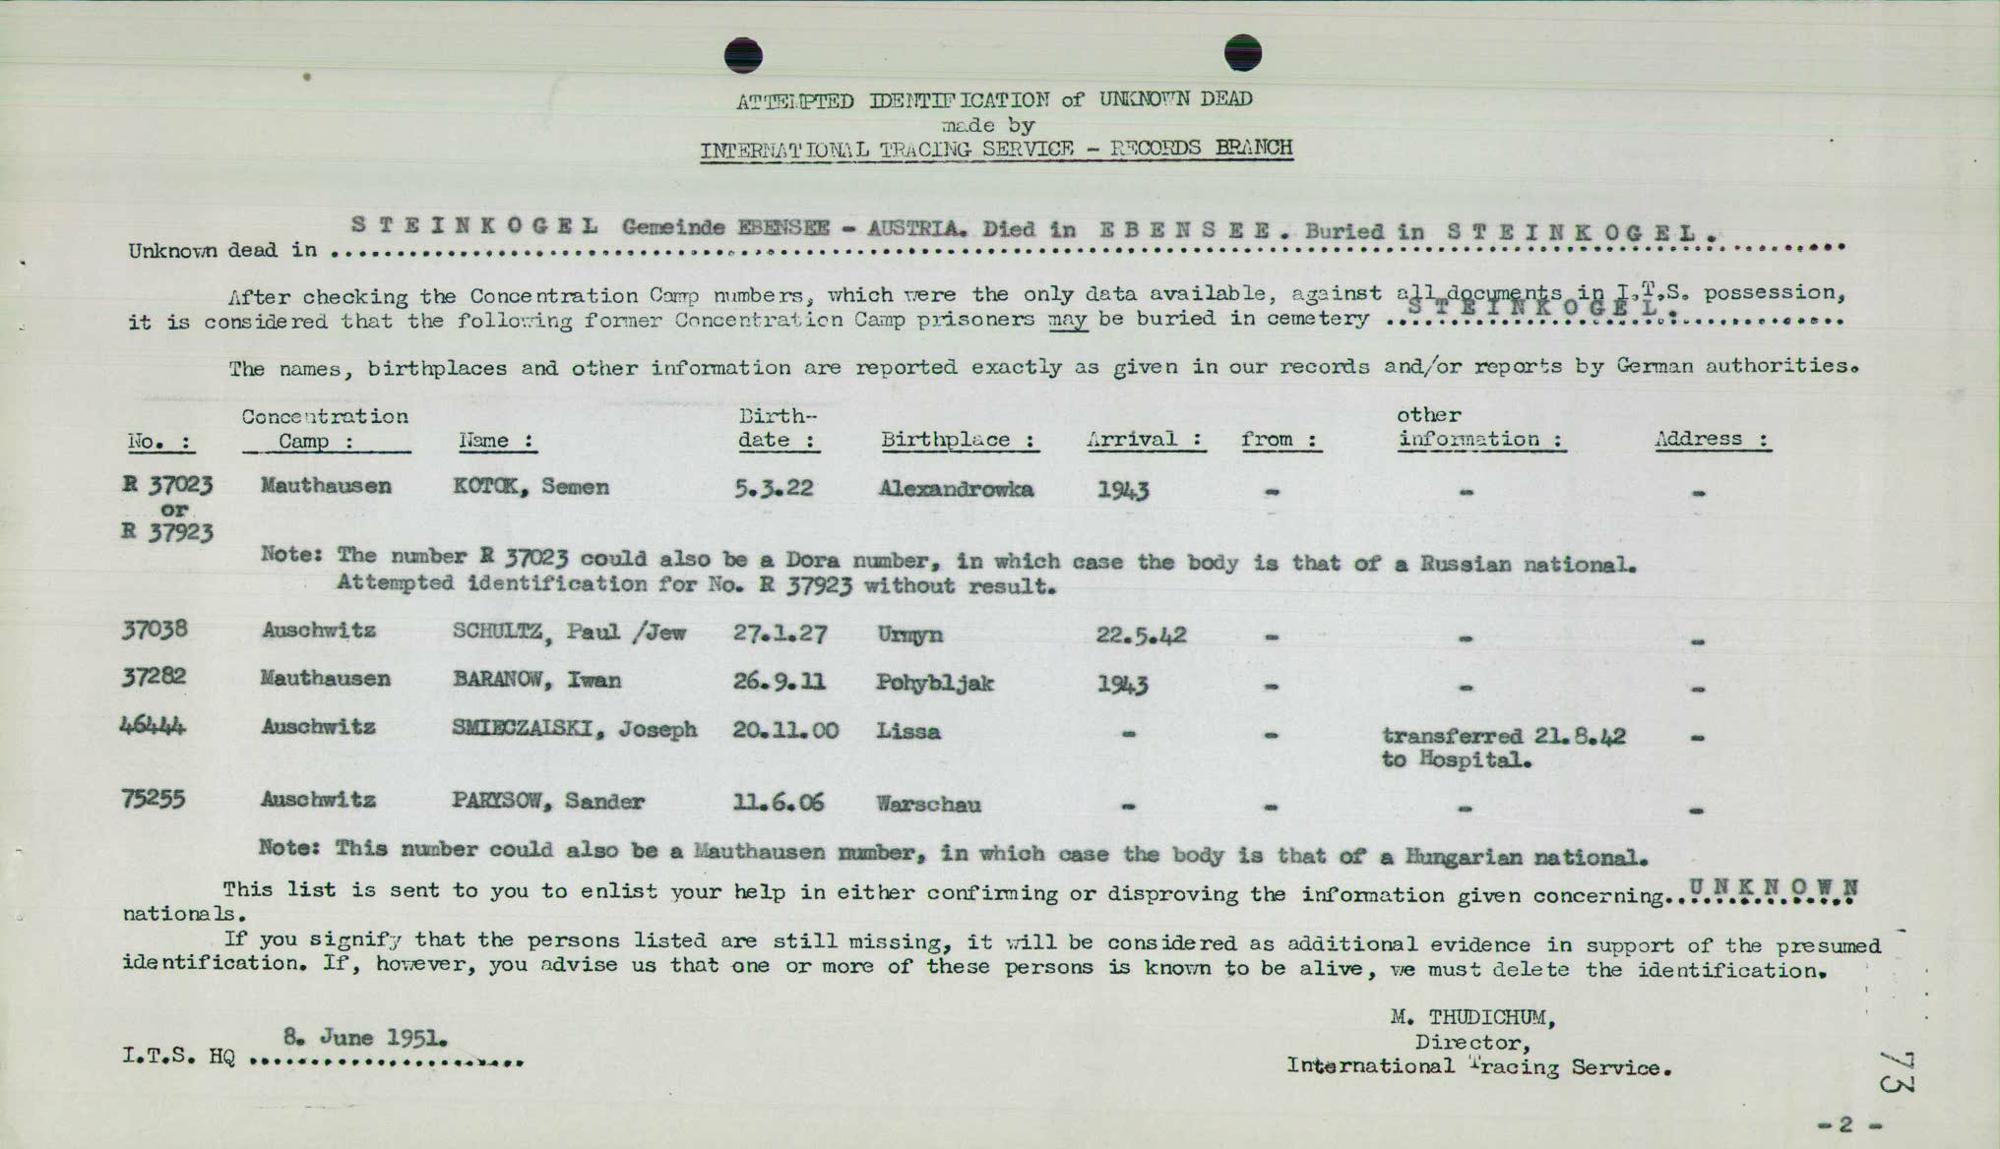 ATTEMPTED IDENTIFICATION of UNKNOWN DEAD
made by
INTERNATIONAL TRACING SERVICE - RECORDS BRANCH
S T E I N K O G E L Gemeinde EBENSEE - AUSTRIA. Died in E B E N S E E . Buried in S T E I N K O G E L .
Unknown dead in
After checking the Concentration Camp numbers, which were the only data available, against all documents in I.T.S. possession,
it is considered that the following former Concentration Camp prisoners may be buried in cemetery S T E I N K O G E L .
The names, birthplaces and other information are reported exactly as given in our records and/or reports by German authorities.
No. : Concentration Camp : Name : Birth-- date : Birthplace : Arrival : from : other information : Address :
R 37023 Mauthausen KOTOK, Semen 5.3.22 Alexandrowka 1943 - - -
or
R 37923
Note: The number R 37023 could also be a Dora number, in which case the body is that of a Russian national.
Attempted identification for No. R 37923 without result.
37038 Auschwitz SCHULTZ, Paul /Jew 27.1.27 Urmyn 22.5.42 - - -
37282 Mauthausen BARANOW, Iwan 26.9.11 Pohybljak 1943 - - -
46444 Auschwitz SMIECZALSKI, Joseph 20.11.00 Lissa - - transferred 21.8.42 -
to Hospital.
75255 Auschwitz PARYSOW, Sander 11.6.06 Warschau - - - -
Note: This number could also be a Mauthausen number, in which case the body is that of a Hungarian national.
This list is sent to you to enlist your help in either confirming or disproving the information given concerning.. U N K N O W N
nationals.
If you signify that the persons listed are still missing, it will be considered as additional evidence in support of the presumed
identification. If, however, you advise us that one or more of these persons is known to be alive, we must delete the identification.
M. THUDICHUM,
Director,
International Tracing Service.
8. June 1951.
I.T.S. HQ
73
- 2 -